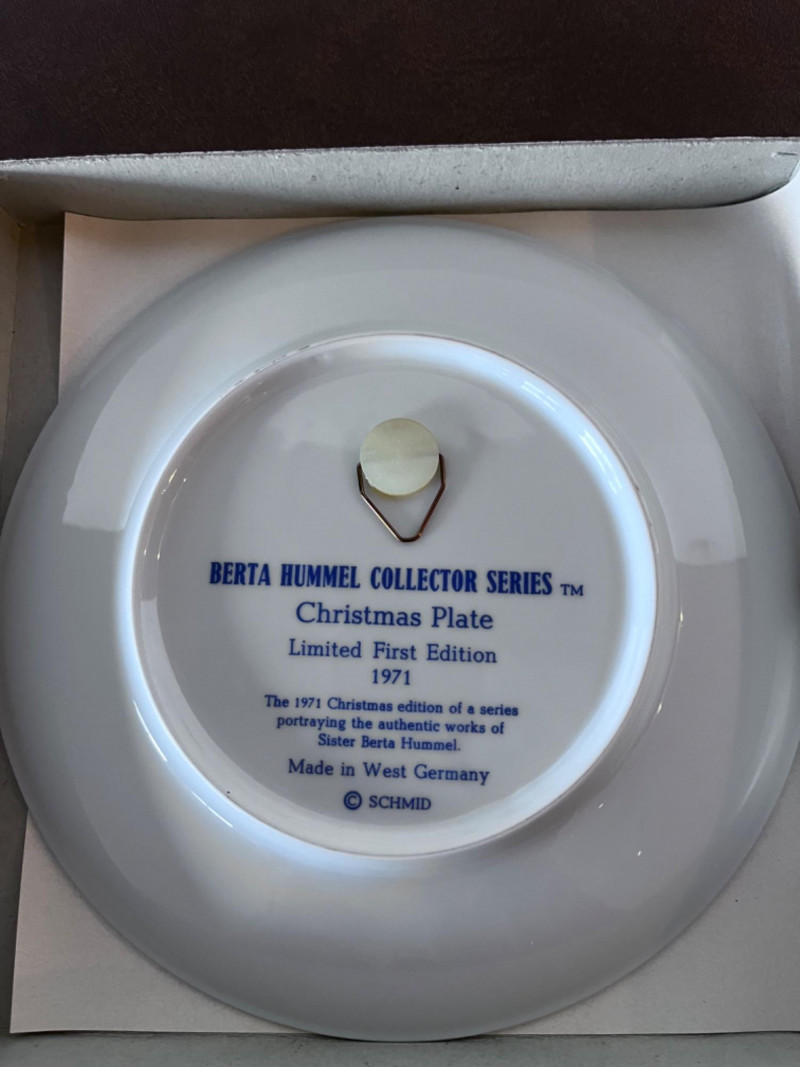 BERTA HUMMEL COLLECTOR SERIES TM
Christmas Plate
Limited First Edition
1971
The 1971 Christmas edition of a series
portraying the authentic works of
Sister Berta Hummel.
Made in West Germany
© SCHMID